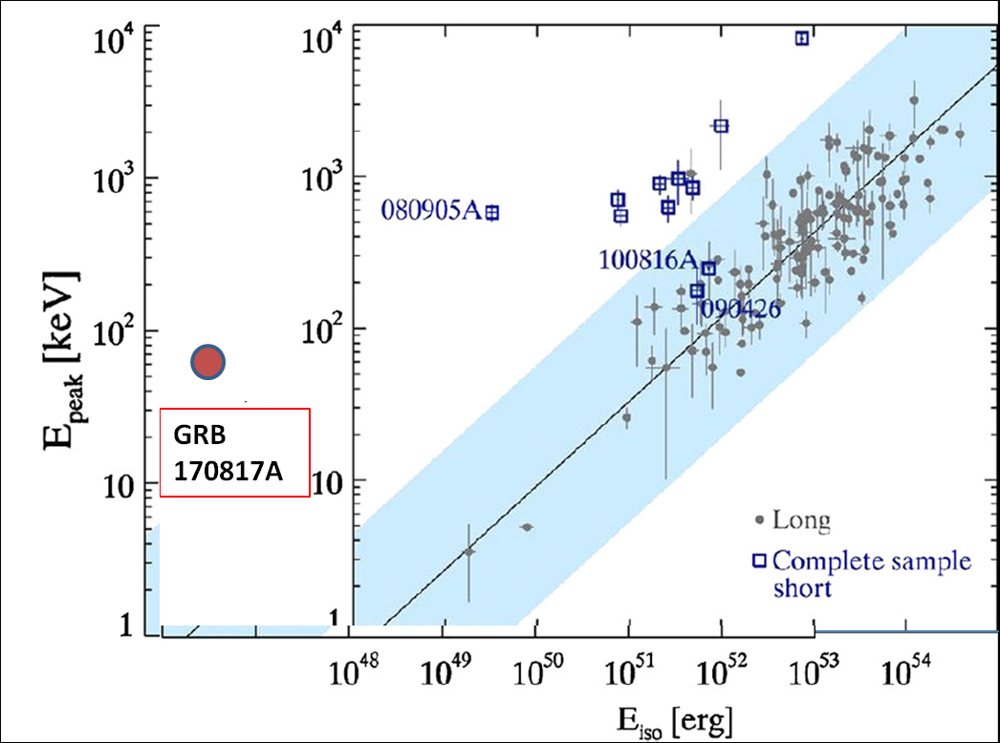 10⁴
10³
10²
10
1
E_peak [keV]
10⁴
10³
10²
10
1
080905A
100816A
090426
GRB
170817A
Long
Complete sample
short
10⁴⁸ 10⁴⁹ 10⁵⁰ 10⁵¹ 10⁵² 10⁵³ 10⁵⁴
E_iso [erg]